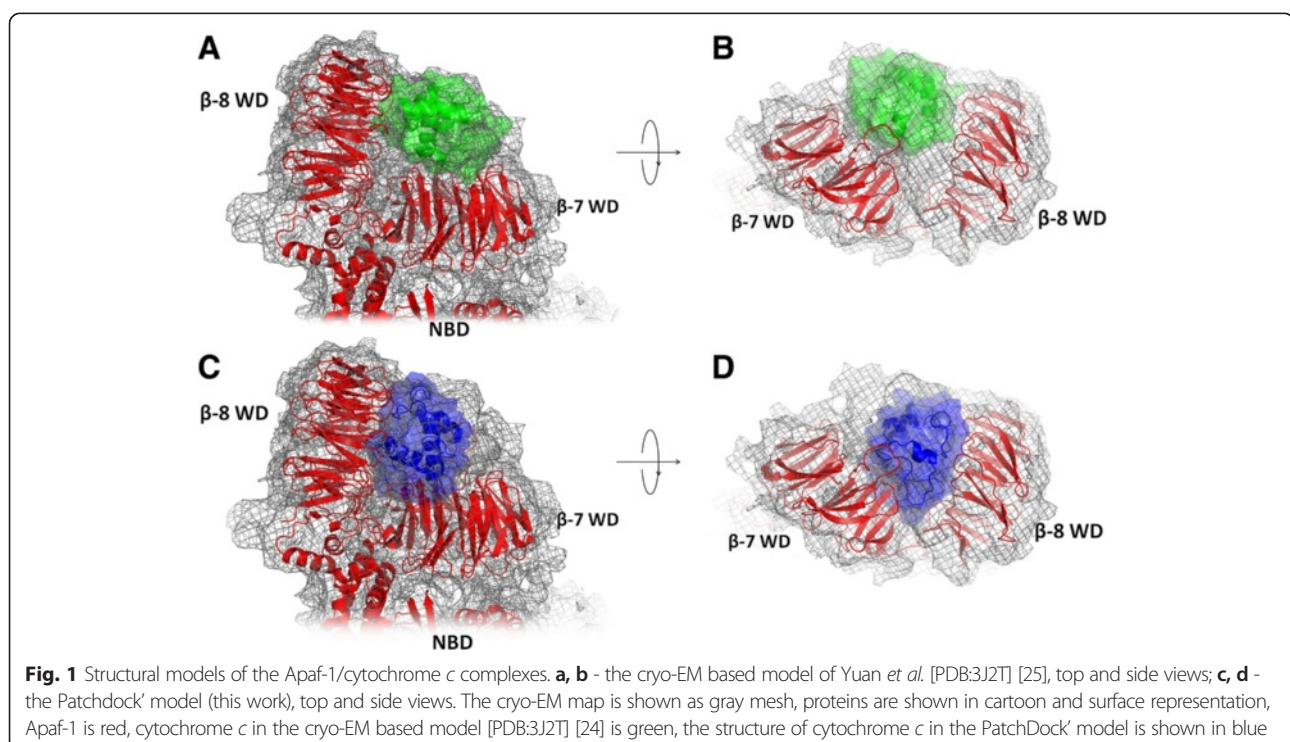 A
B
β-8 WD
β-7 WD
β-7 WD
β-8 WD
NBD
C
D
β-8 WD
β-7 WD
β-7 WD
β-8 WD
NBD
Fig. 1 Structural models of the Apaf-1/cytochrome c complexes. a, b - the cryo-EM based model of Yuan et al. [PDB:3J2T] [25], top and side views; c, d -
the Patchdock’ model (this work), top and side views. The cryo-EM map is shown as gray mesh, proteins are shown in cartoon and surface representation,
Apaf-1 is red, cytochrome c in the cryo-EM based model [PDB:3J2T] [24] is green, the structure of cytochrome c in the PatchDock’ model is shown in blue